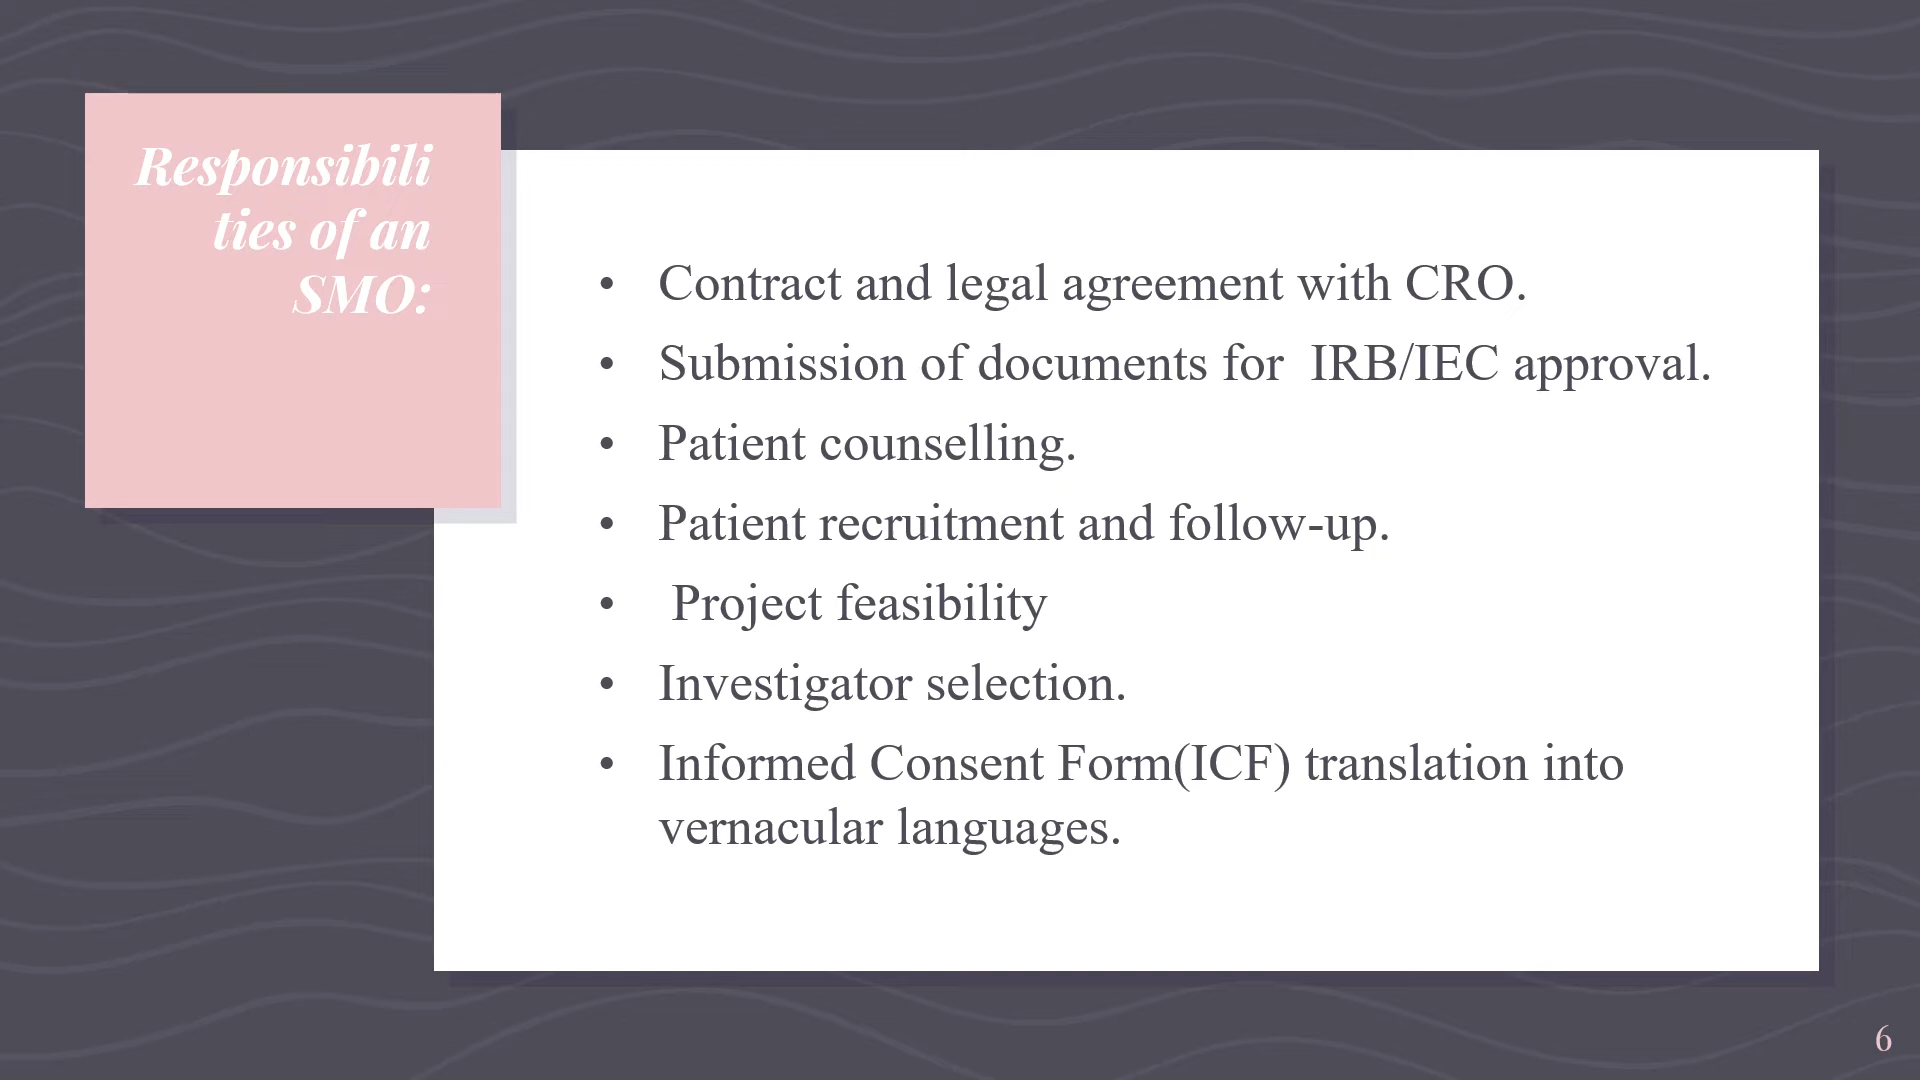 Responsibili
ties of an
SMO:
• Contract and legal agreement with CRO.
• Submission of documents for  IRB/IEC approval.
• Patient counselling.
• Patient recruitment and follow-up.
•  Project feasibility
• Investigator selection.
• Informed Consent Form(ICF) translation into
vernacular languages.
6